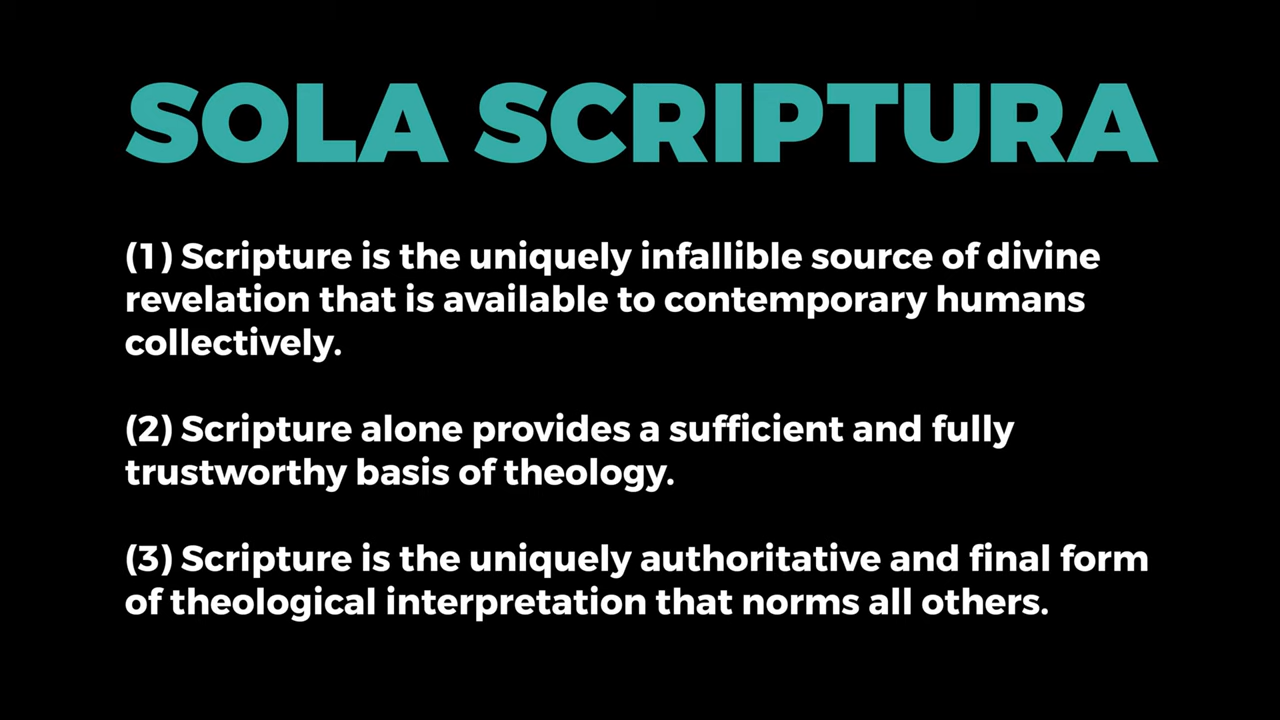 SOLA SCRIPTURA
(1) Scripture is the uniquely infallible source of divine
revelation that is available to contemporary humans
collectively.
(2) Scripture alone provides a sufficient and fully
trustworthy basis of theology.
(3) Scripture is the uniquely authoritative and final form
of theological interpretation that norms all others.